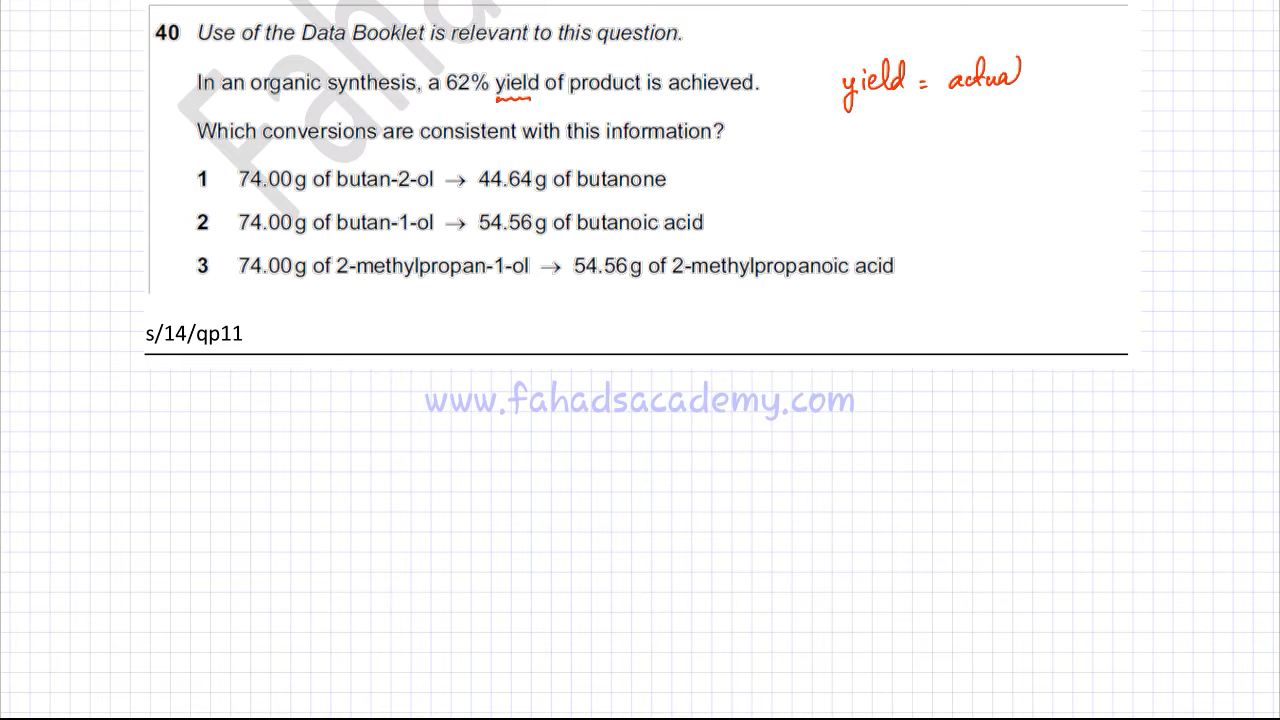 40 Use of the Data Booklet is relevant to this question.
In an organic synthesis, a 62% yield of product is achieved.
yield = actual
Which conversions are consistent with this information?
1 74.00 g of butan-2-ol → 44.64 g of butanone
2 74.00 g of butan-1-ol → 54.56 g of butanoic acid
3 74.00 g of 2-methylpropan-1-ol → 54.56 g of 2-methylpropanoic acid
s/14/qp11
www.fahadsacademy.com
Faha